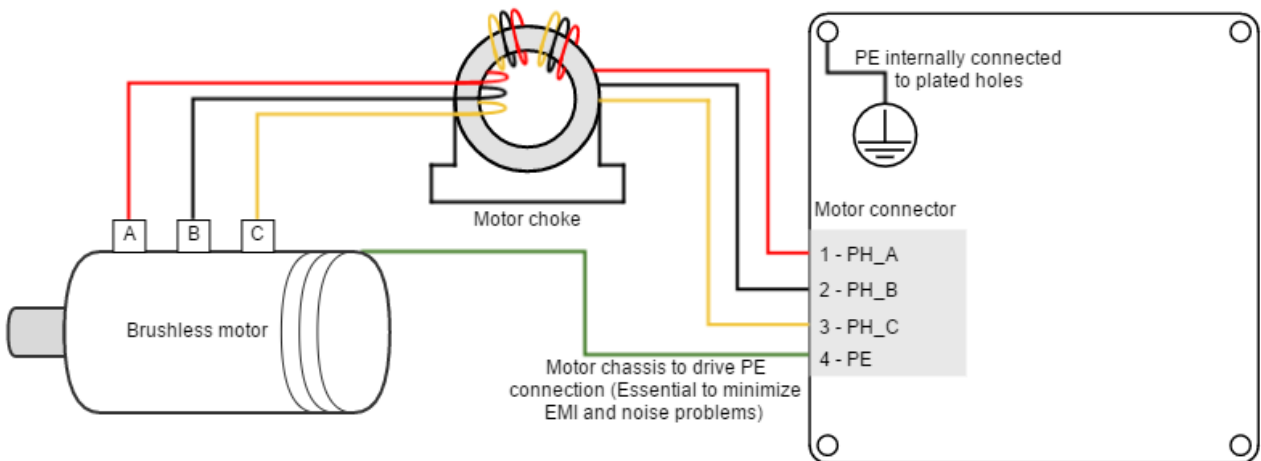 PE internally connected
to plated holes
Motor choke
Motor connector
A
B
C
1 - PH_A
2 - PH_B
3 - PH_C
4 - PE
Brushless motor
Motor chassis to drive PE
connection (Essential to minimize
EMI and noise problems)